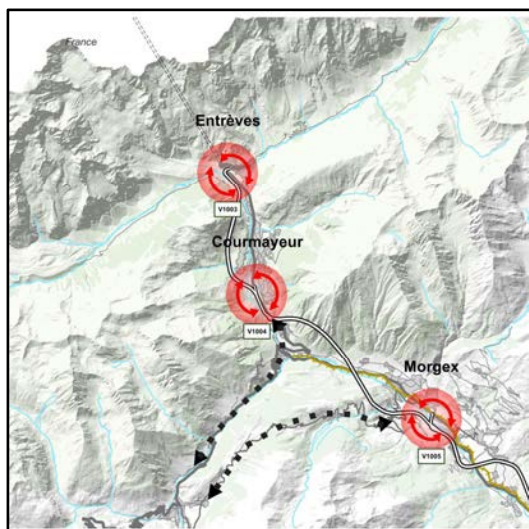 France
Entrèves
V1003
Courmayeur
V1004
Morgex
V1005